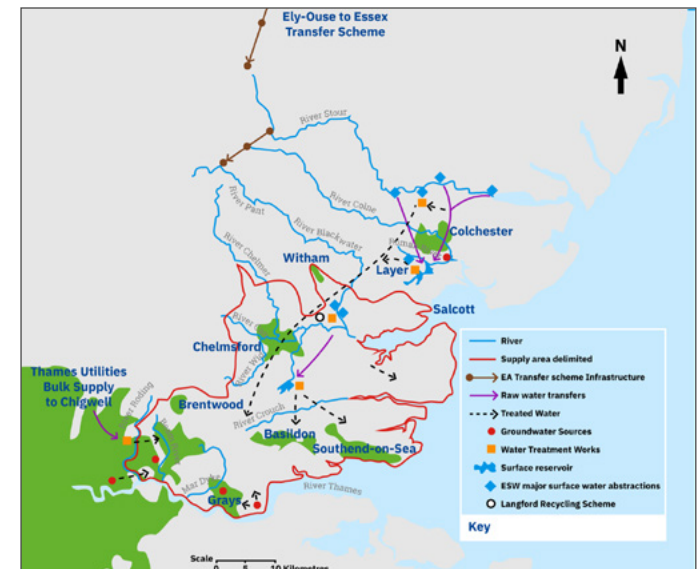 Ely-Ouse to Essex
Transfer Scheme
N
River Stour
River Colne
River Pant
River Blackwater
River Chelmer
Colchester
Witham
Layer
Salcott
Chelmsford
Thames Utilities
Bulk Supply
to Chigwell
Brentwood
River Crouch
Basildon
Southend-on-Sea
Grays
River Thames
Scale
0 5 10 Kilometres
River
Supply area delimited
EA Transfer scheme Infrastructure
Raw water transfers
Treated Water
Groundwater Sources
Water Treatment Works
Surface reservoir
ESW major surface water abstractions
Langford Recycling Scheme
Key